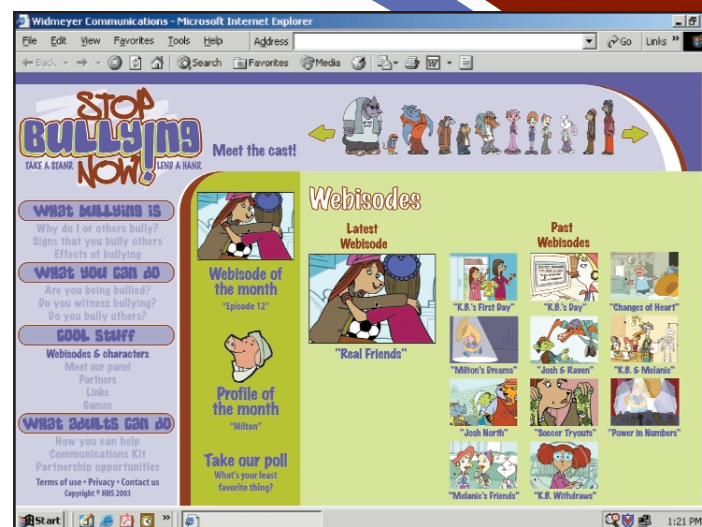 Widmeyer Communications - Microsoft Internet Explorer
File Edit View Favorites Tools Help Address Go Links »
Back Search Favorites Media
STOP
BULLYING
NOW!
TAKE A STAND. LEND A HAND.
Meet the cast!
What bullying is
Why do I or others bully?
Signs that you bully others
Effects of bullying
What you can do
Are you being bullied?
Do you witness bullying?
Do you bully others?
COOL Stuff
Webisodes & characters
Meet our panel
Partners
Links
Games
What adults can do
How you can help
Communications Kit
Partnership opportunities
Terms of use • Privacy • Contact us
Copyright © HHS 2003
Webisode of
the month
"Episode 12"
Profile of
the month
"Milton"
Take our poll
What's your least
favorite thing?
Webisodes
Latest
Webisode
"Real Friends"
Past
Webisodes
"K.B.'s First Day" "K.B.'s Day" "Changes of Heart"
"Milton's Dreams" "Josh & Raven" "K.B. & Melanie"
"Josh North" "Soccer Tryouts" "Power in Numbers"
"Melanie's Friends" "K.B. Withdraws"
Start » 1:21 PM